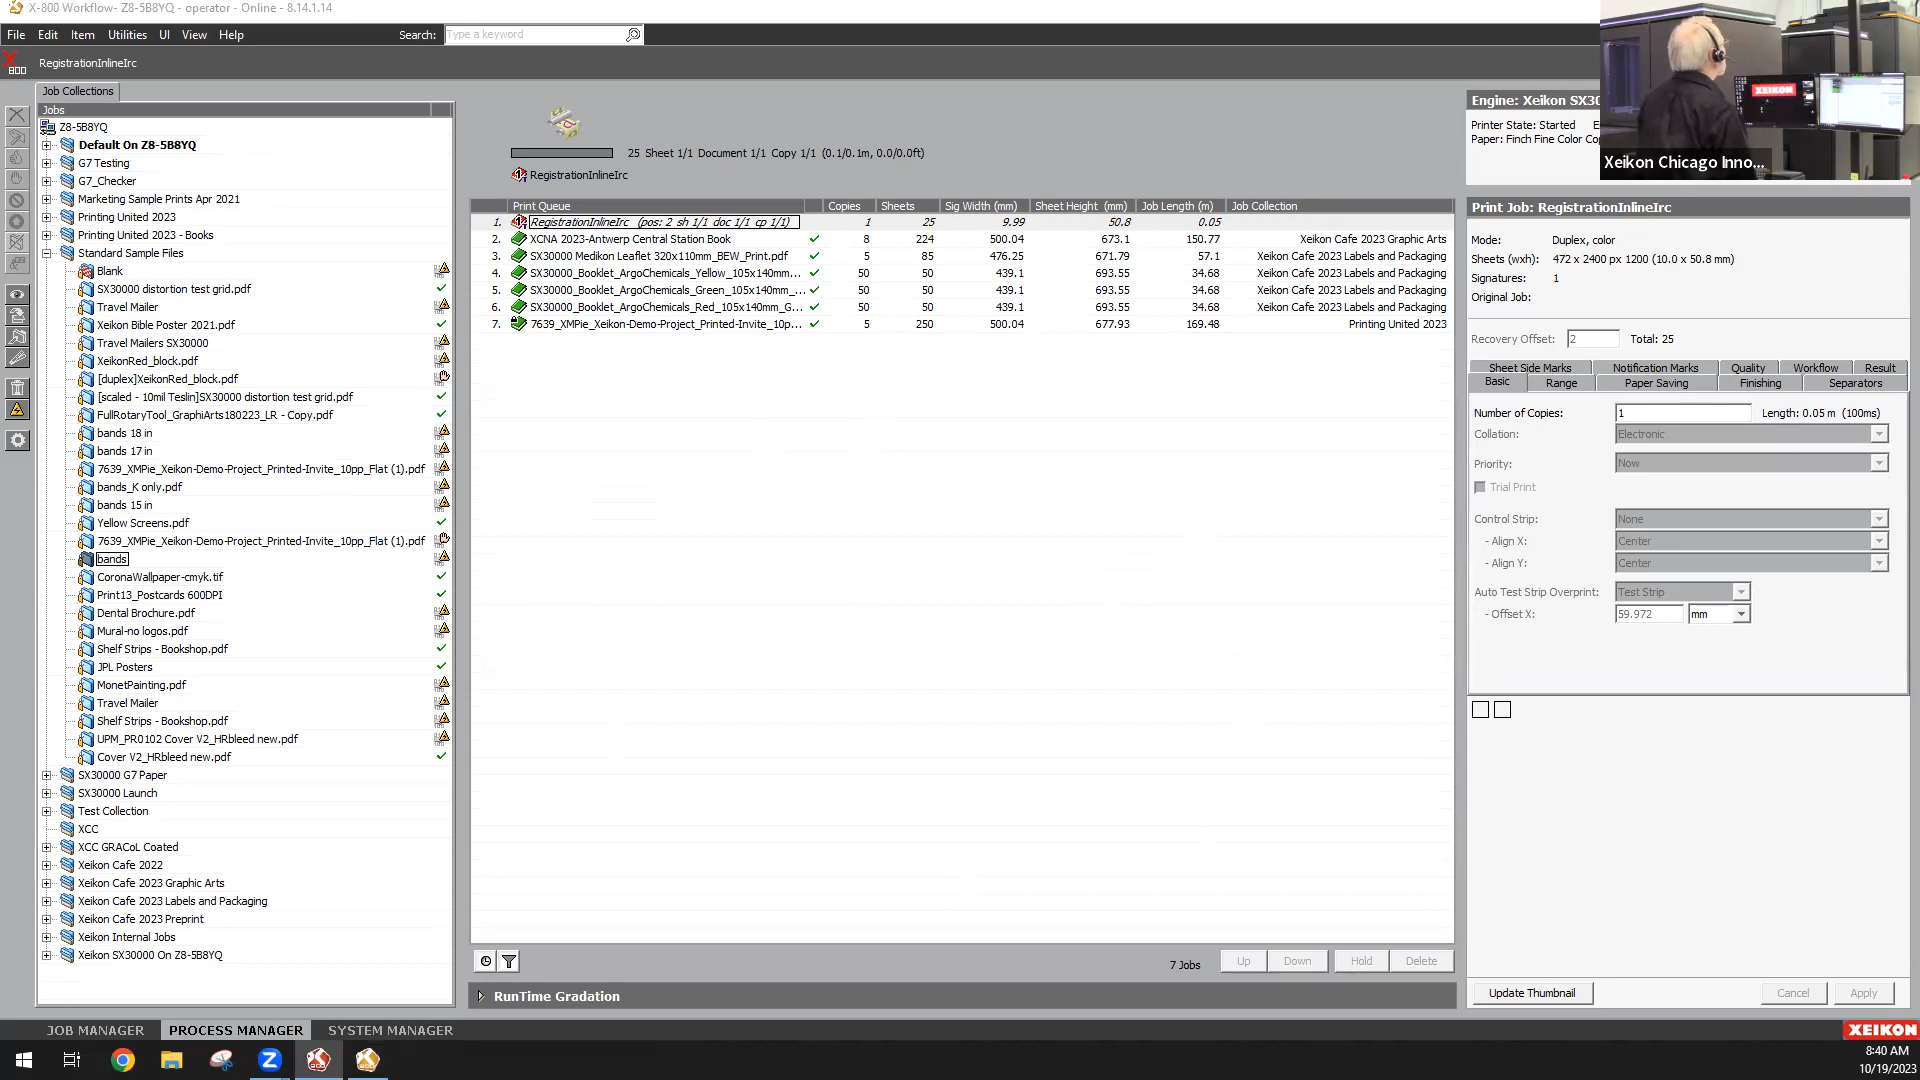 X-800 Workflow- Z8-5B8YQ - operator - Online - 8.14.1.14
File Edit Item Utilities UI View Help
Search: Type a keyword
800 RegistrationInlineIrc
Job Collections
Jobs
Z8-5B8YQ
Default On Z8-5B8YQ
G7 Testing
G7_Checker
Marketing Sample Prints Apr 2021
Printing United 2023
Printing United 2023 - Books
Standard Sample Files
Blank
SX30000 distortion test grid.pdf
Travel Mailer
Xeikon Bible Poster 2021.pdf
Travel Mailers SX30000
XeikonRed_block.pdf
[duplex]XeikonRed_block.pdf
[scaled - 10mil Teslin]SX30000 distortion test grid.pdf
FullRotaryTool_GraphiArts180223_LR - Copy.pdf
bands 18 in
bands 17 in
7639_XMPie_Xeikon-Demo-Project_Printed-Invite_10pp_Flat (1).pdf
bands_K only.pdf
bands 15 in
Yellow Screens.pdf
7639_XMPie_Xeikon-Demo-Project_Printed-Invite_10pp_Flat (1).pdf
bands
CoronaWallpaper-cmyk.tif
Print13_Postcards 600DPI
Dental Brochure.pdf
Mural-no logos.pdf
Shelf Strips - Bookshop.pdf
JPL Posters
MonetPainting.pdf
Travel Mailer
Shelf Strips - Bookshop.pdf
UPM_PR0102 Cover V2_HRbleed new.pdf
Cover V2_HRbleed new.pdf
SX30000 G7 Paper
SX30000 Launch
Test Collection
XCC
XCC GRACoL Coated
Xeikon Cafe 2022
Xeikon Cafe 2023 Graphic Arts
Xeikon Cafe 2023 Labels and Packaging
Xeikon Cafe 2023 Preprint
Xeikon Internal Jobs
Xeikon SX30000 On Z8-5B8YQ
25 Sheet 1/1 Document 1/1 Copy 1/1 (0.1/0.1m, 0.0/0.0ft)
RegistrationInlineIrc
Print Queue Copies Sheets Sig Width (mm) Sheet Height (mm) Job Length (m) Job Collection
1. RegistrationInlineIrc (pos: 2 sh 1/1 doc 1/1 cp 1/1) 1 25 9.99 50.8 0.05
2. XCNA 2023-Antwerp Central Station Book 8 224 500.04 673.1 150.77 Xeikon Cafe 2023 Graphic Arts
3. SX30000 Medikon Leaflet 320x110mm_BEW_Print.pdf 5 85 476.25 671.79 57.1 Xeikon Cafe 2023 Labels and Packaging
4. SX30000_Booklet_ArgoChemicals_Yellow_105x140mm_... 50 50 439.1 693.55 34.68 Xeikon Cafe 2023 Labels and Packaging
5. SX30000_Booklet_ArgoChemicals_Green_105x140mm_... 50 50 439.1 693.55 34.68 Xeikon Cafe 2023 Labels and Packaging
6. SX30000_Booklet_ArgoChemicals_Red_105x140mm_G... 50 50 439.1 693.55 34.68 Xeikon Cafe 2023 Labels and Packaging
7. 7639_XMPie_Xeikon-Demo-Project_Printed-Invite_10p... 5 250 500.04 677.93 169.48 Printing United 2023
7 Jobs Up Down Hold Delete
RunTime Gradation
Engine: Xeikon SX30
Printer State: Started E
Paper: Finch Fine Color Cop
XEIKON
Xeikon Chicago Inno...
Print Job: RegistrationInlineIrc
Mode: Duplex, color
Sheets (wxh): 472 x 2400 px 1200 (10.0 x 50.8 mm)
Signatures: 1
Original Job:
Recovery Offset: 2 Total: 25
Sheet Side Marks Notification Marks Quality Workflow Result
Basic Range Paper Saving Finishing Separators
Number of Copies: 1 Length: 0.05 m (100ms)
Collation: Electronic
Priority: Now
Trial Print
Control Strip: None
- Align X: Center
- Align Y: Center
Auto Test Strip Overprint: Test Strip
- Offset X: 59.972 mm
Update Thumbnail Cancel Apply
JOB MANAGER PROCESS MANAGER SYSTEM MANAGER
XEIKON
8:40 AM
10/19/2023